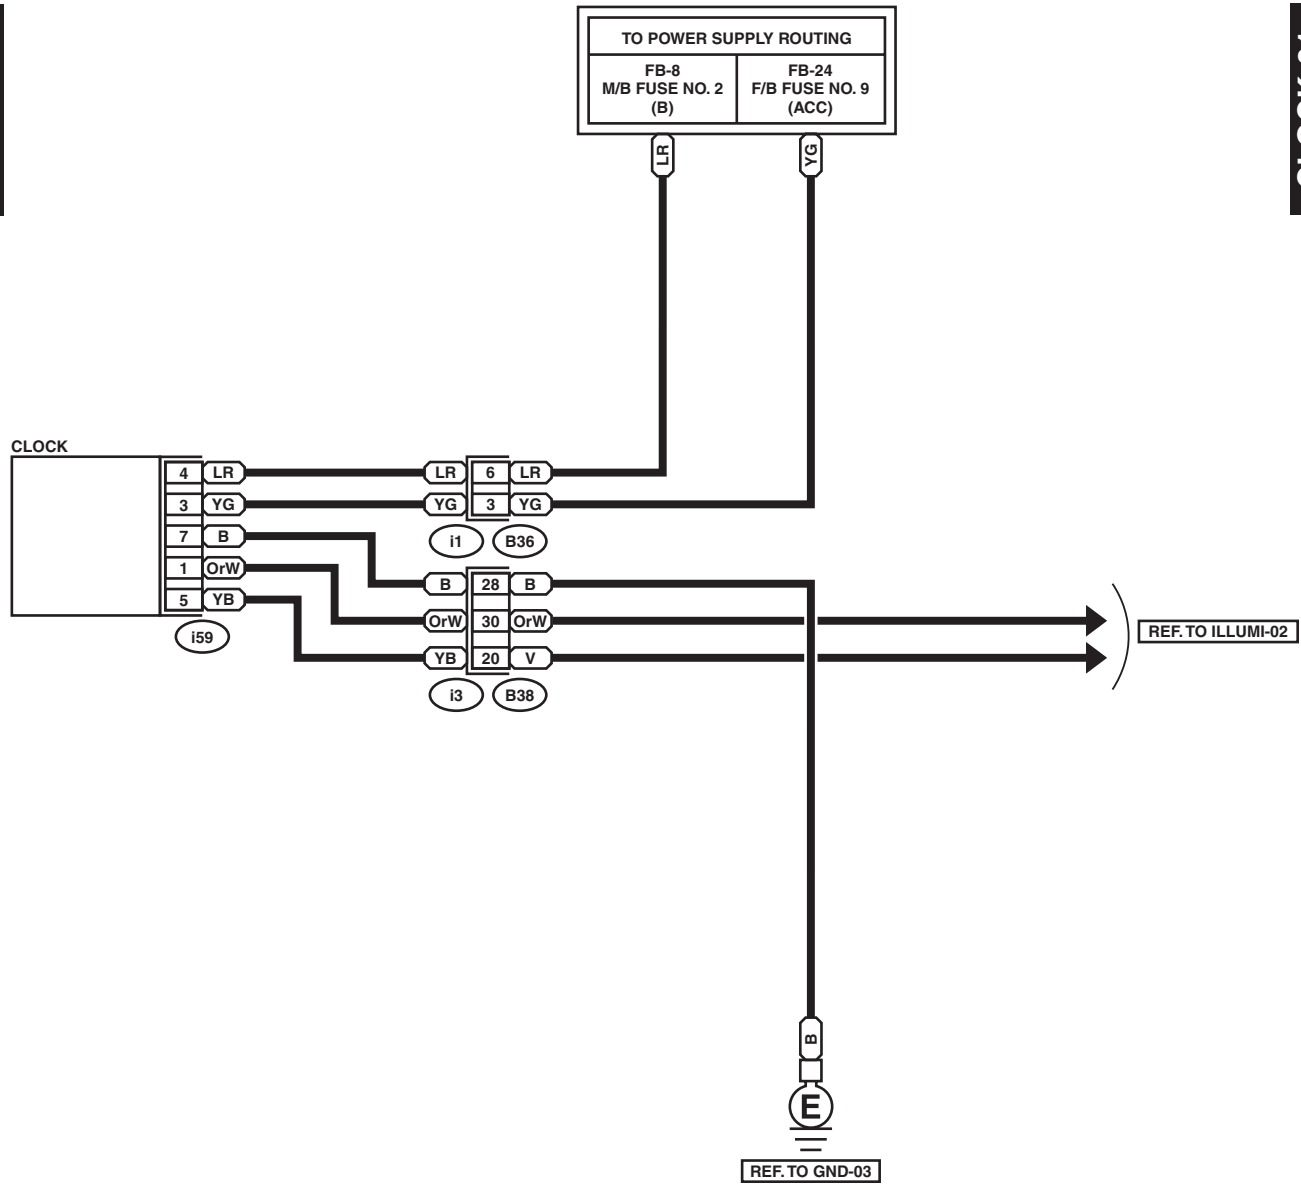 TO POWER SUPPLY ROUTING
FB-8
M/B FUSE NO. 2
(B)
FB-24
F/B FUSE NO. 9
(ACC)
LR
YG
CLOCK
4 LR LR 6 LR
3 YG YG 3 YG
i1 B36
7 B
1 OrW
5 YB
i59
B 28 B
OrW 30 OrW
YB 20 V
i3 B38
REF. TO ILLUMI-02
B
E
REF. TO GND-03